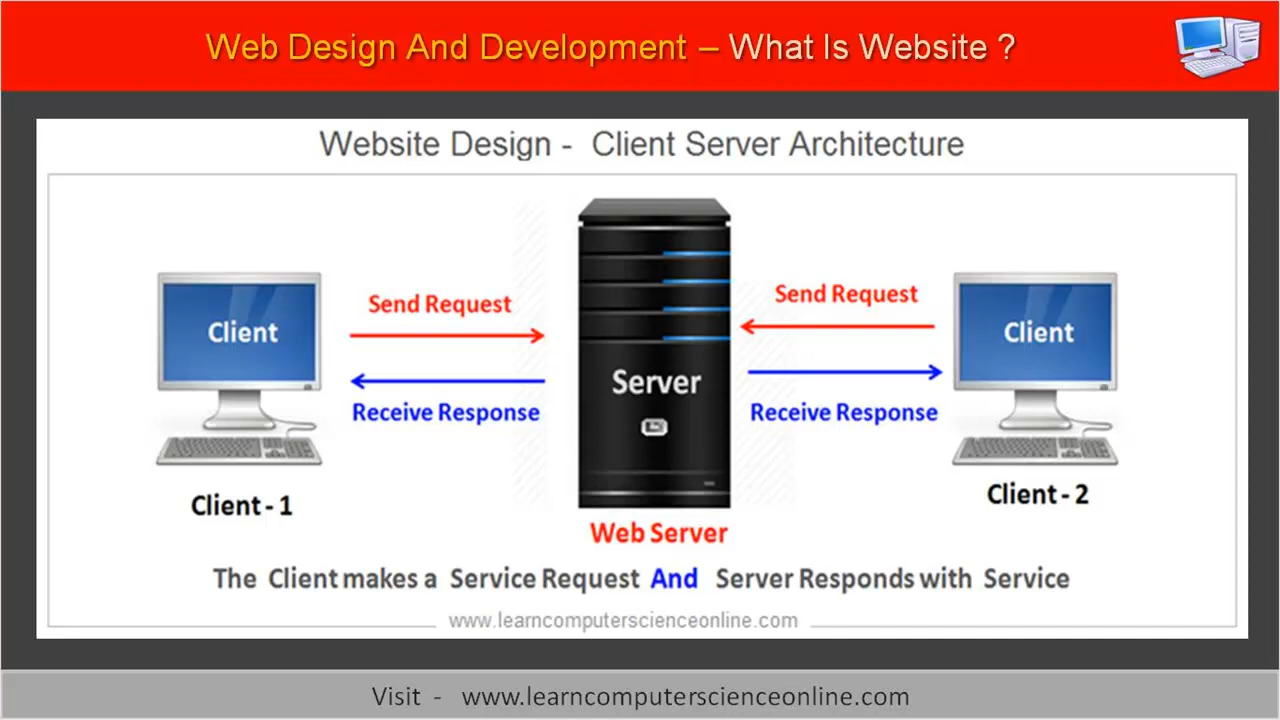 Web Design And Development – What Is Website ?
Website Design - Client Server Architecture
Client
Send Request
Receive Response
Client - 1
Server
Web Server
Send Request
Receive Response
Client
Client - 2
The Client makes a Service Request And Server Responds with Service
www.learncomputerscienceonline.com
Visit - www.learncomputerscienceonline.com